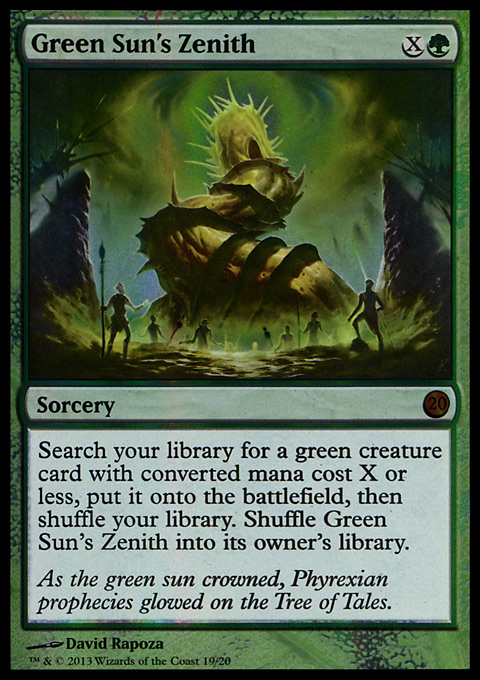 Green Sun's Zenith X
Sorcery 20
Search your library for a green creature
card with converted mana cost X or
less, put it onto the battlefield, then
shuffle your library. Shuffle Green
Sun's Zenith into its owner's library.
As the green sun crowned, Phyrexian
prophecies glowed on the Tree of Tales.
David Rapoza
™ & © 2013 Wizards of the Coast 19/20